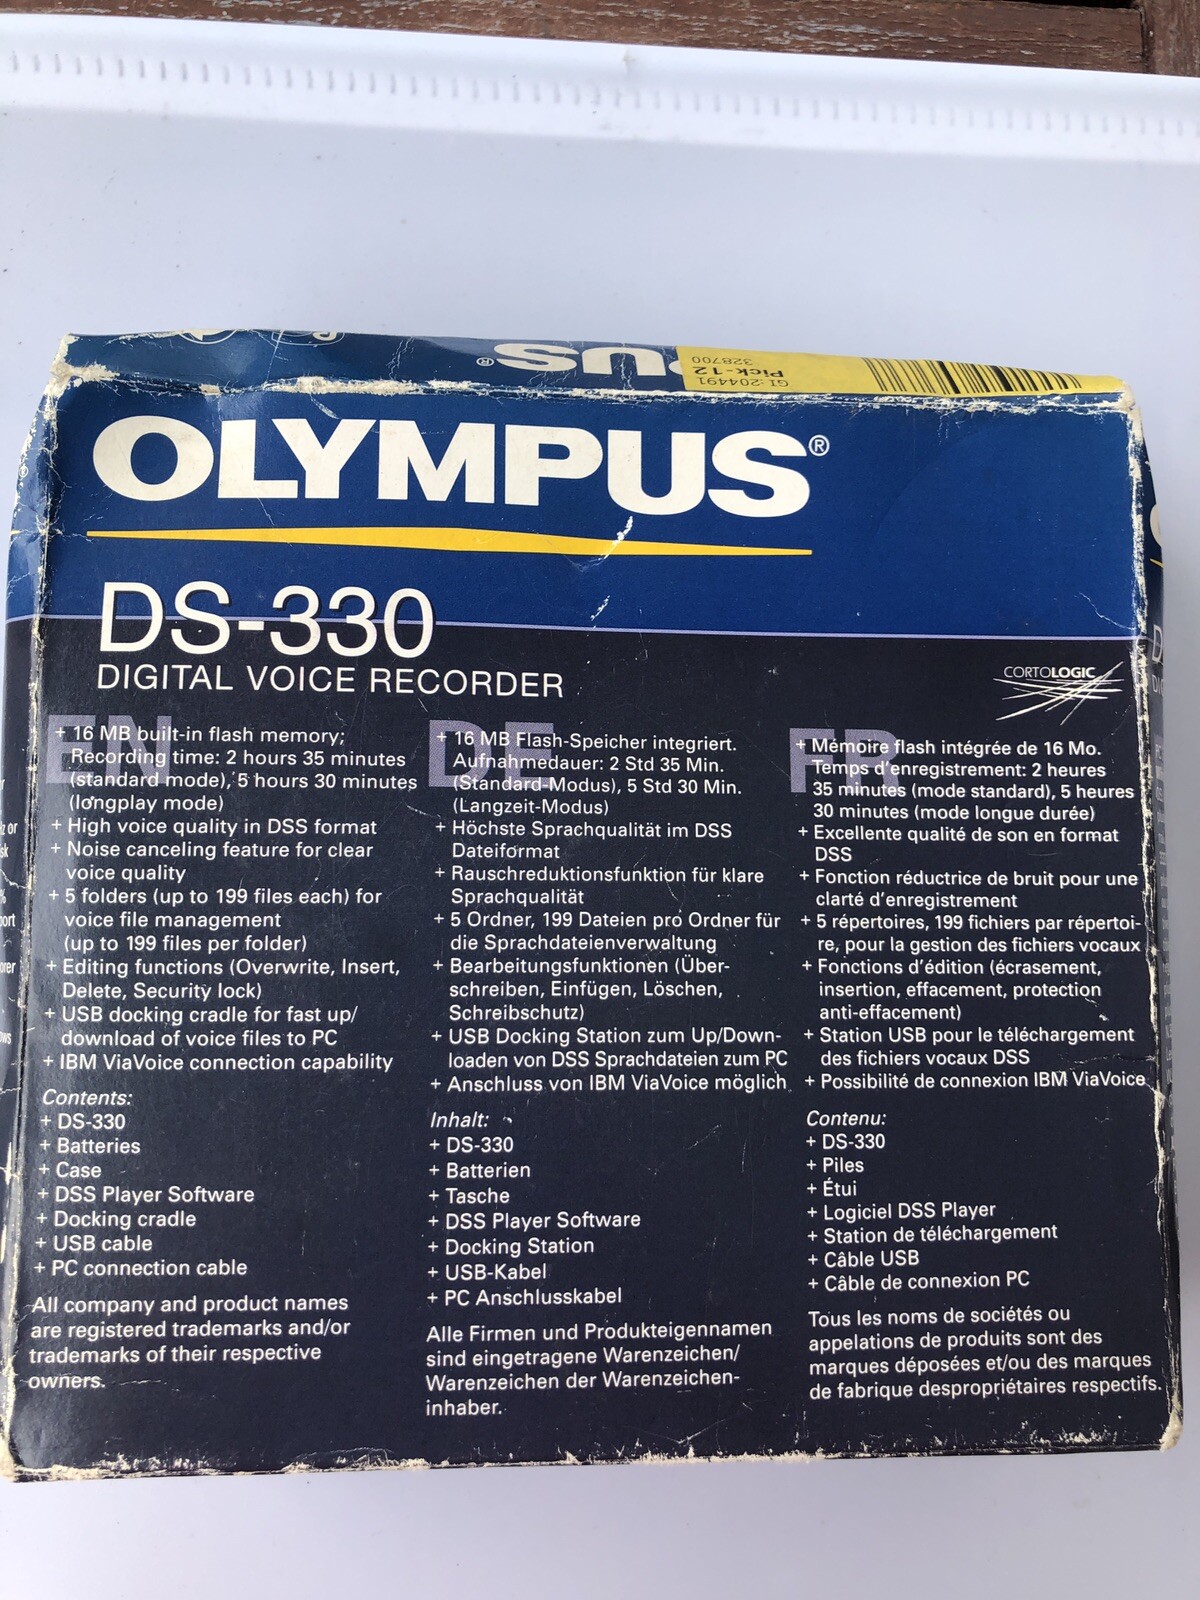 US®
GI:204491
Pick-12
328700
OLYMPUS®
DS-330
DIGITAL VOICE RECORDER
CORTOLOGIC
EN
+ 16 MB built-in flash memory;
Recording time: 2 hours 35 minutes
(standard mode), 5 hours 30 minutes
(longplay mode)
+ High voice quality in DSS format
+ Noise canceling feature for clear
voice quality
+ 5 folders (up to 199 files each) for
voice file management
(up to 199 files per folder)
+ Editing functions (Overwrite, Insert,
Delete, Security lock)
+ USB docking cradle for fast up/
download of voice files to PC
+ IBM ViaVoice connection capability
Contents:
+ DS-330
+ Batteries
+ Case
+ DSS Player Software
+ Docking cradle
+ USB cable
+ PC connection cable
All company and product names
are registered trademarks and/or
trademarks of their respective
owners.
DE
+ 16 MB Flash-Speicher integriert.
Aufnahmedauer: 2 Std 35 Min.
(Standard-Modus), 5 Std 30 Min.
(Langzeit-Modus)
+ Höchste Sprachqualität im DSS
Dateiformat
+ Rauschreduktionsfunktion für klare
Sprachqualität
+ 5 Ordner, 199 Dateien pro Ordner für
die Sprachdateienverwaltung
+ Bearbeitungsfunktionen (Über-
schreiben, Einfügen, Löschen,
Schreibschutz)
+ USB Docking Station zum Up/Down-
loaden von DSS Sprachdateien zum PC
+ Anschluss von IBM ViaVoice möglich
Inhalt:
+ DS-330
+ Batterien
+ Tasche
+ DSS Player Software
+ Docking Station
+ USB-Kabel
+ PC Anschlusskabel
Alle Firmen und Produkteigennamen
sind eingetragene Warenzeichen/
Warenzeichen der Warenzeichen-
inhaber.
FR
+ Mémoire flash intégrée de 16 Mo.
Temps d'enregistrement: 2 heures
35 minutes (mode standard), 5 heures
30 minutes (mode longue durée)
+ Excellente qualité de son en format
DSS
+ Fonction réductrice de bruit pour une
clarté d'enregistrement
+ 5 répertoires, 199 fichiers par répertoi-
re, pour la gestion des fichiers vocaux
+ Fonctions d'édition (écrasement,
insertion, effacement, protection
anti-effacement)
+ Station USB pour le téléchargement
des fichiers vocaux DSS
+ Possibilité de connexion IBM ViaVoice
Contenu:
+ DS-330
+ Piles
+ Étui
+ Logiciel DSS Player
+ Station de téléchargement
+ Câble USB
+ Câble de connexion PC
Tous les noms de sociétés ou
appelations de produits sont des
marques déposées et/ou des marques
de fabrique despropriétaires respectifs.